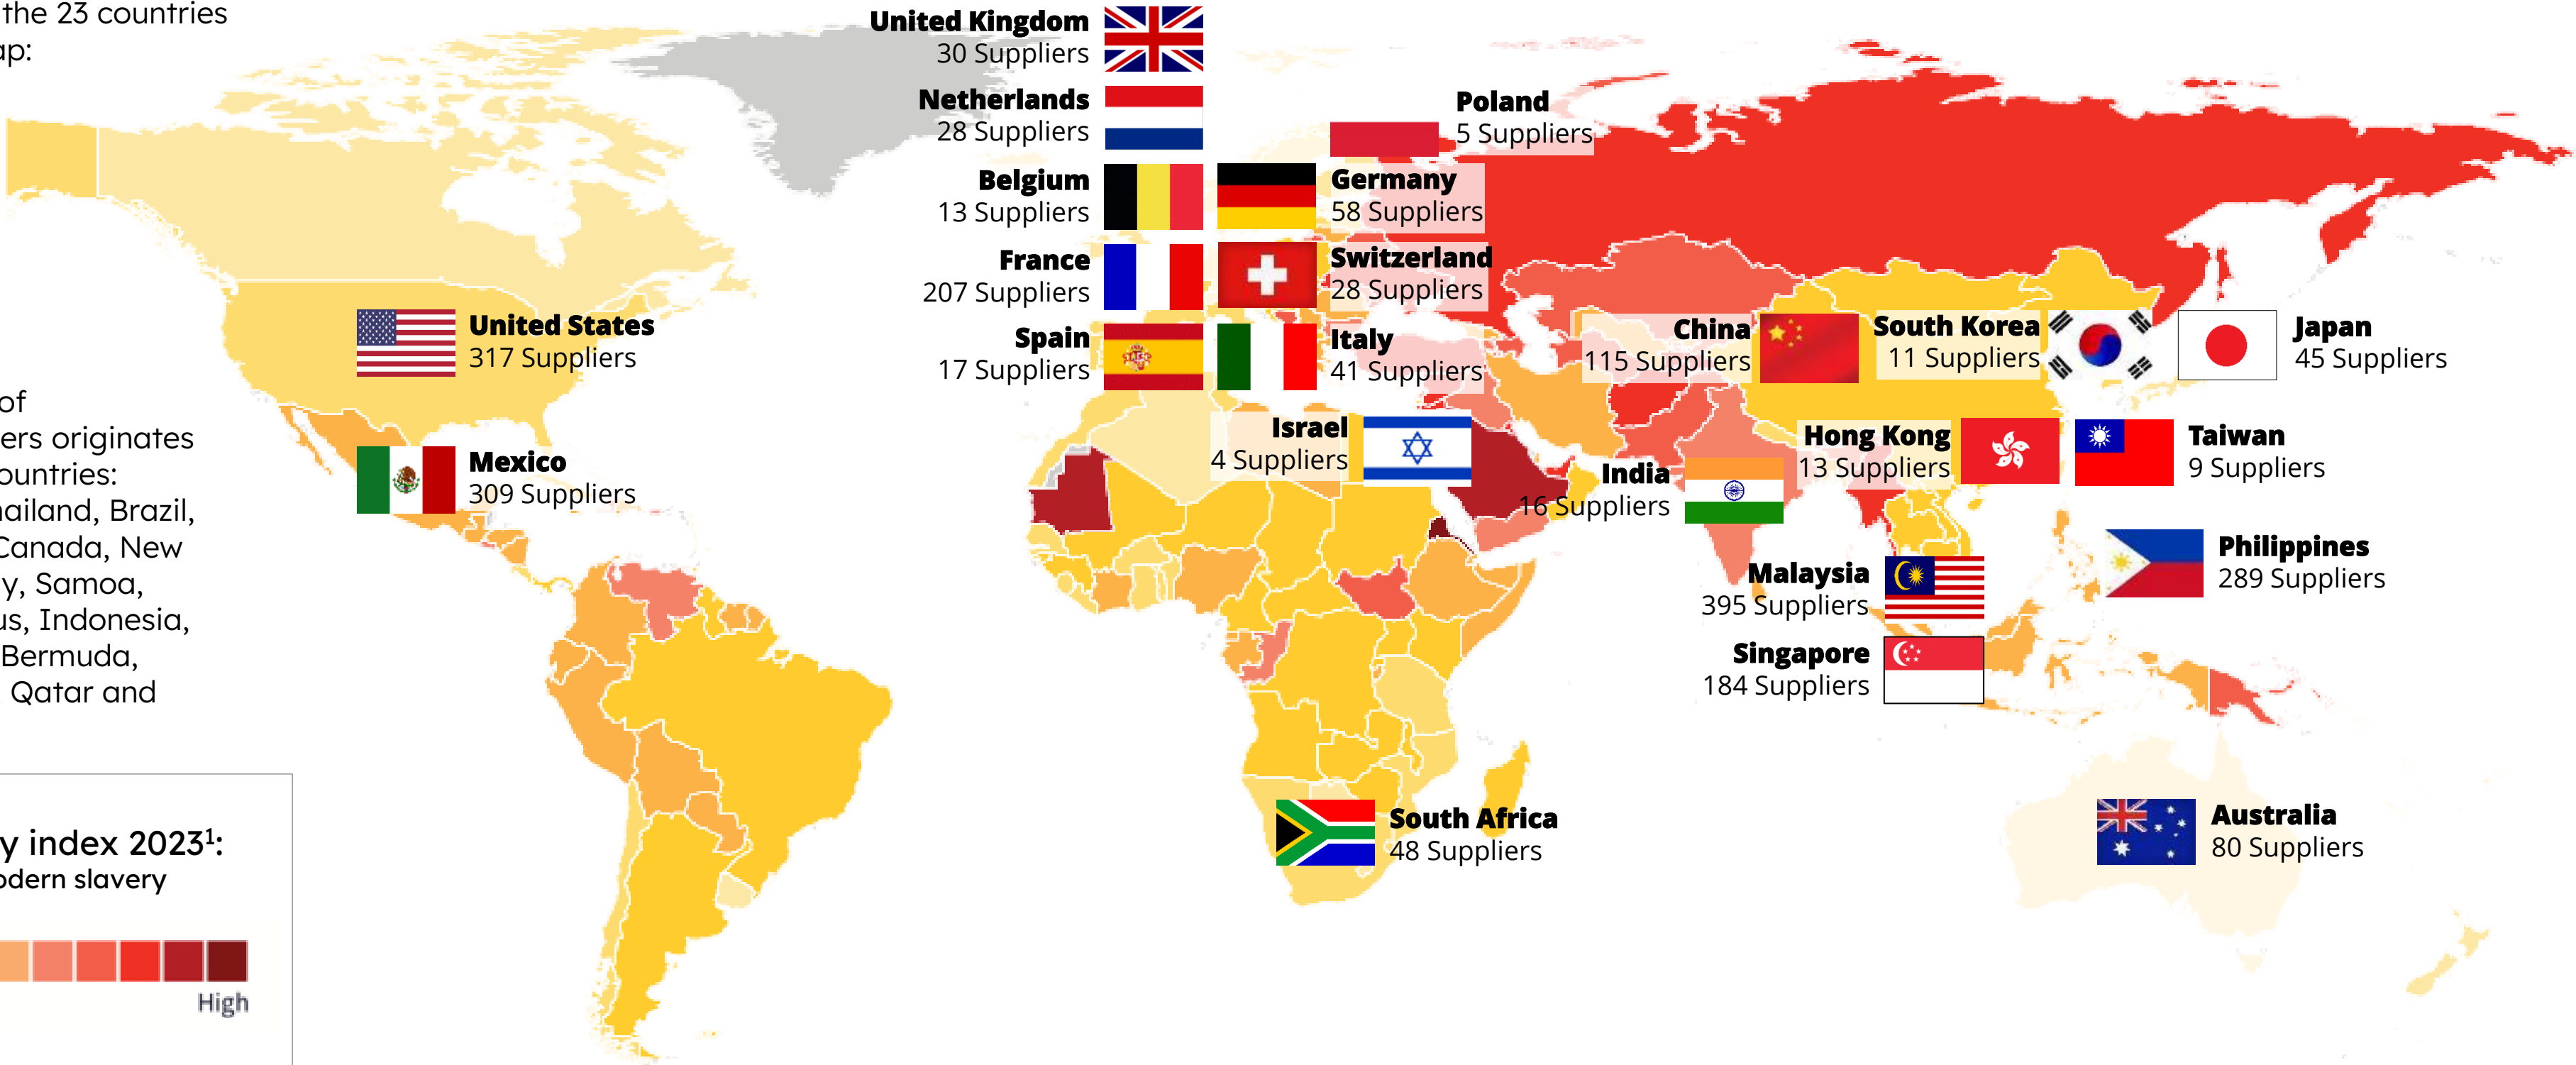 the 23 countries
ap:
of
ers originates
ountries:
nailand, Brazil,
Canada, New
y, Samoa,
us, Indonesia,
Bermuda,
Qatar and
y index 2023¹:
odern slavery
High
United States
317 Suppliers
Mexico
309 Suppliers
United Kingdom
30 Suppliers
Netherlands
28 Suppliers
Belgium
13 Suppliers
France
207 Suppliers
Spain
17 Suppliers
Poland
5 Suppliers
Germany
58 Suppliers
Switzerland
28 Suppliers
Italy
41 Suppliers
Israel
4 Suppliers
China
115 Suppliers
South Korea
11 Suppliers
Japan
45 Suppliers
India
16 Suppliers
Hong Kong
13 Suppliers
Taiwan
9 Suppliers
Malaysia
395 Suppliers
Philippines
289 Suppliers
Singapore
184 Suppliers
South Africa
48 Suppliers
Australia
80 Suppliers